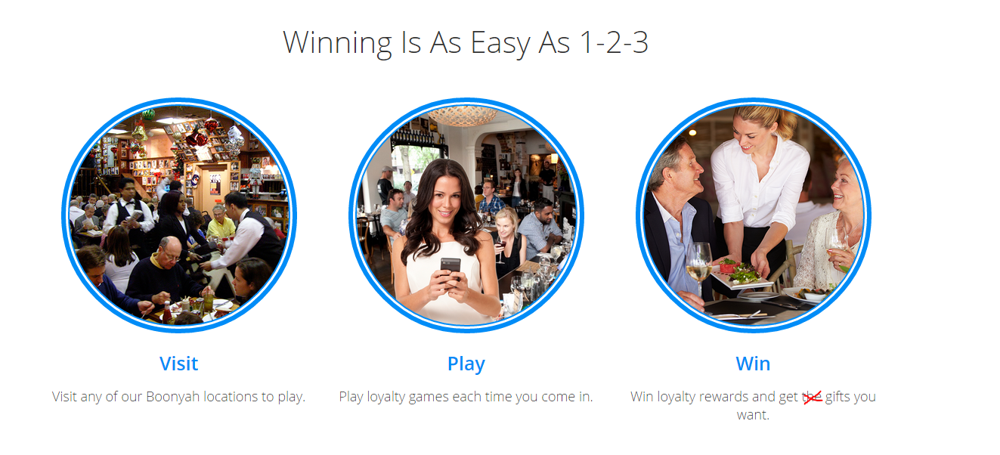 Winning Is As Easy As 1-2-3
Visit
Visit any of our Boonyah locations to play.
Play
Play loyalty games each time you come in.
Win
Win loyalty rewards and get the gifts you
want.